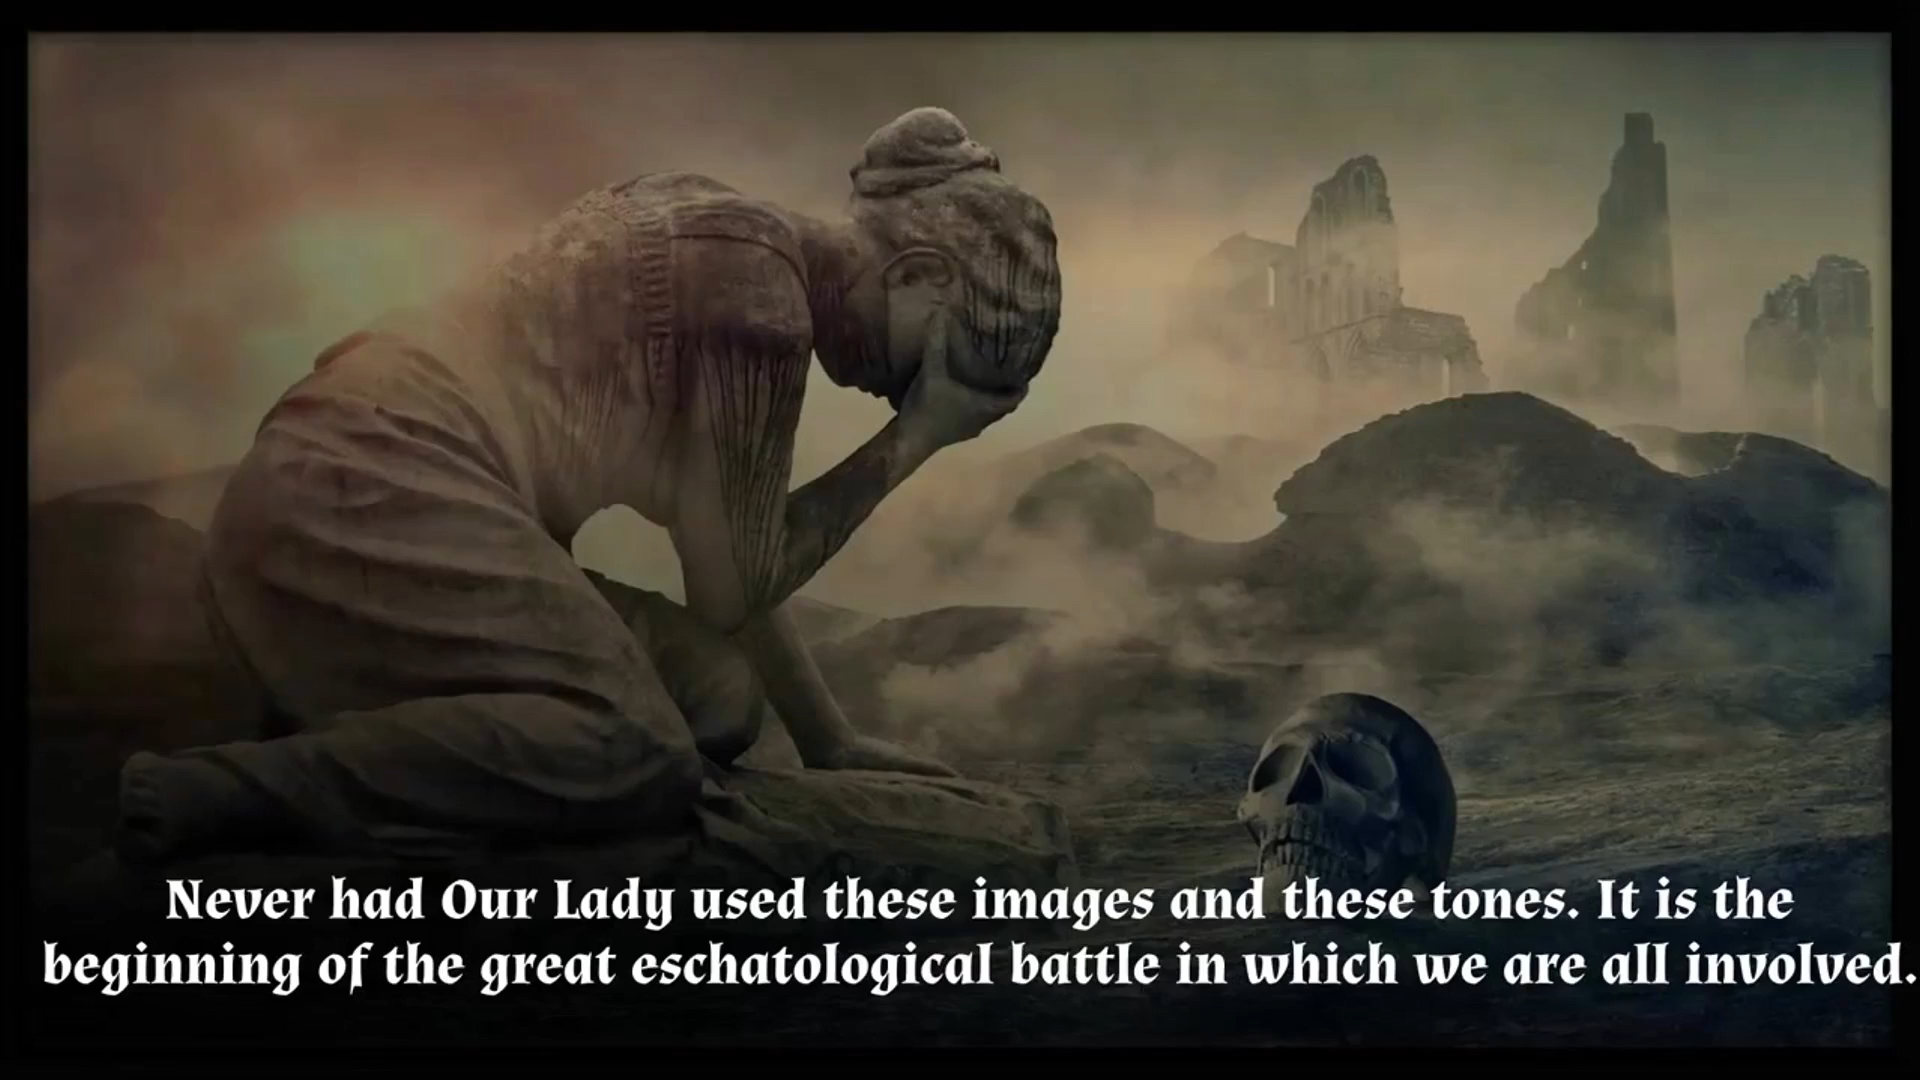 Never had Our Lady used these images and these tones. It is the
beginning of the great eschatological battle in which we are all involved.